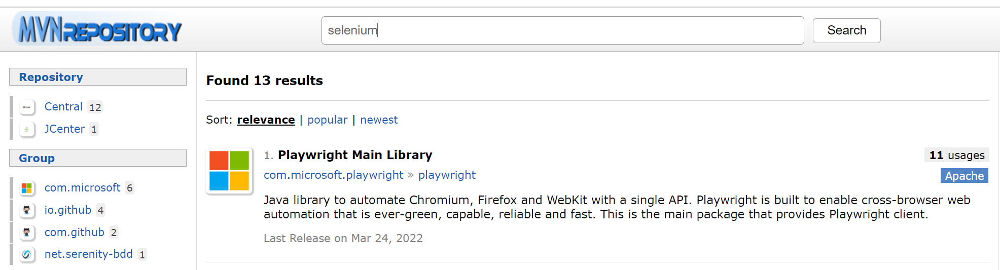 MVNREPOSITORY
selenium
Search
Repository
Central 12
JCenter 1
Group
com.microsoft 6
io.github 4
com.github 2
net.serenity-bdd 1
Found 13 results
Sort: relevance | popular | newest
1. Playwright Main Library
11 usages
com.microsoft.playwright » playwright
Apache
Java library to automate Chromium, Firefox and WebKit with a single API. Playwright is built to enable cross-browser web
automation that is ever-green, capable, reliable and fast. This is the main package that provides Playwright client.
Last Release on Mar 24, 2022